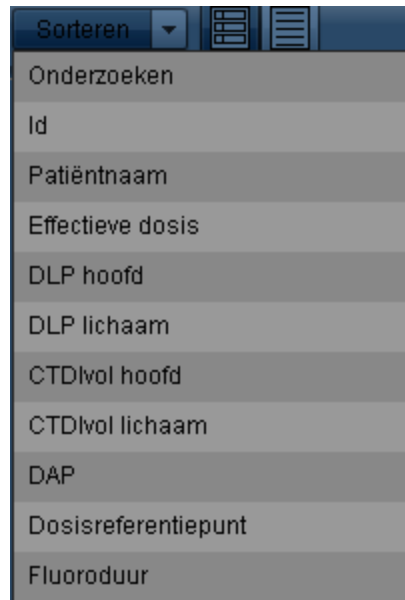 Sorteren
Onderzoeken
Id
Patiëntnaam
Effectieve dosis
DLP hoofd
DLP lichaam
CTDIvol hoofd
CTDIvol lichaam
DAP
Dosisreferentiepunt
Fluoroduur